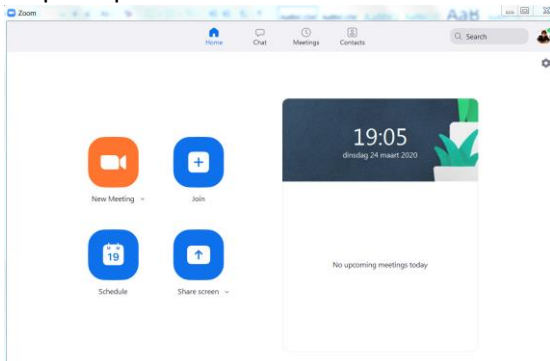 Zoom
AaB
Home
Chat
Meetings
Contacts
Search
19:05
dinsdag 24 maart 2020
New Meeting
Join
19
Schedule
Share screen
No upcoming meetings today